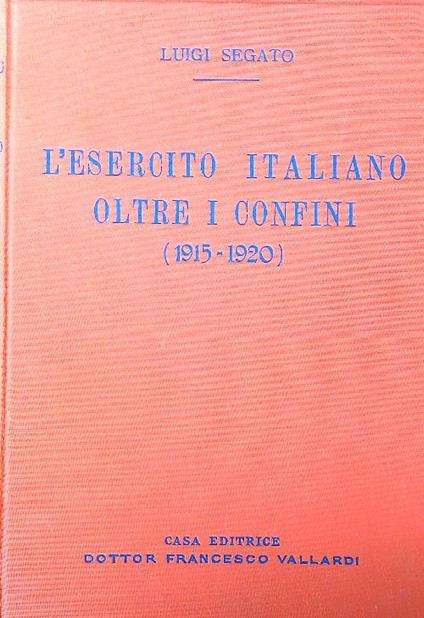 LUIGI SEGATO
L'ESERCITO ITALIANO
OLTRE I CONFINI
(1915-1920)
CASA EDITRICE
DOTTOR FRANCESCO VALLARDI